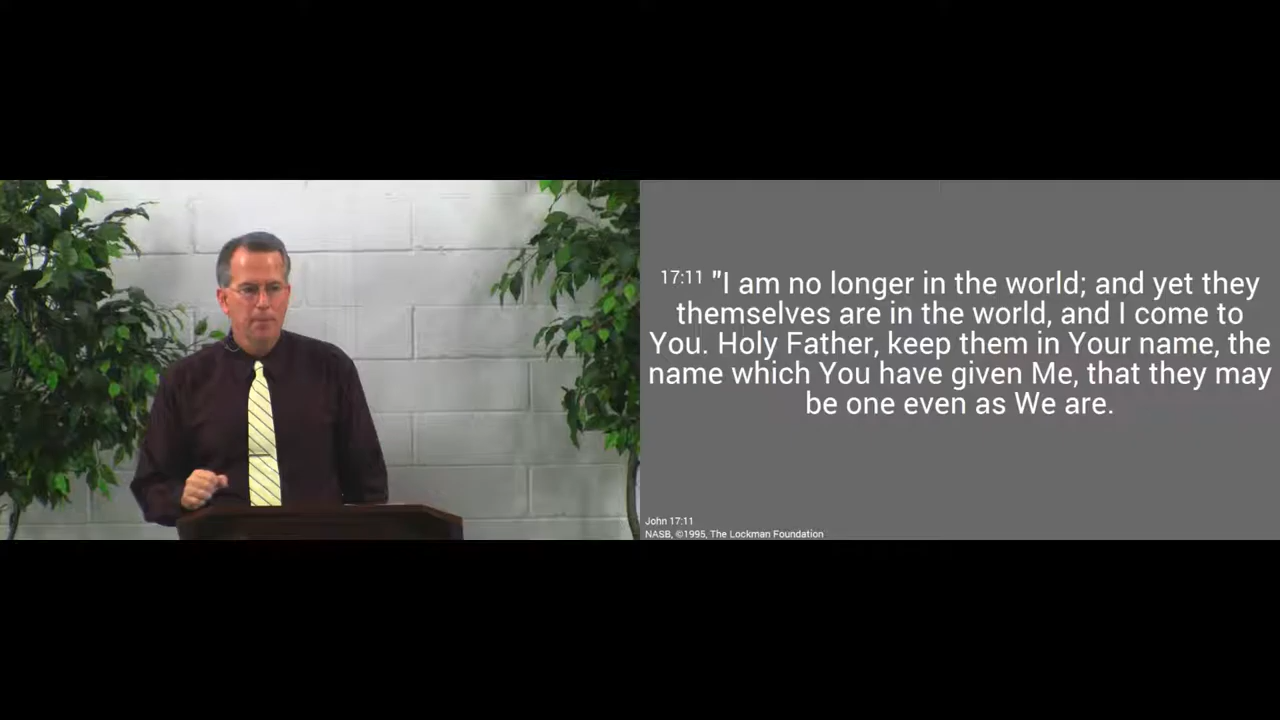 17:11 "I am no longer in the world; and yet they
themselves are in the world, and I come to
You. Holy Father, keep them in Your name, the
name which You have given Me, that they may
be one even as We are.
John 17:11
NASB, ©1995, The Lockman Foundation